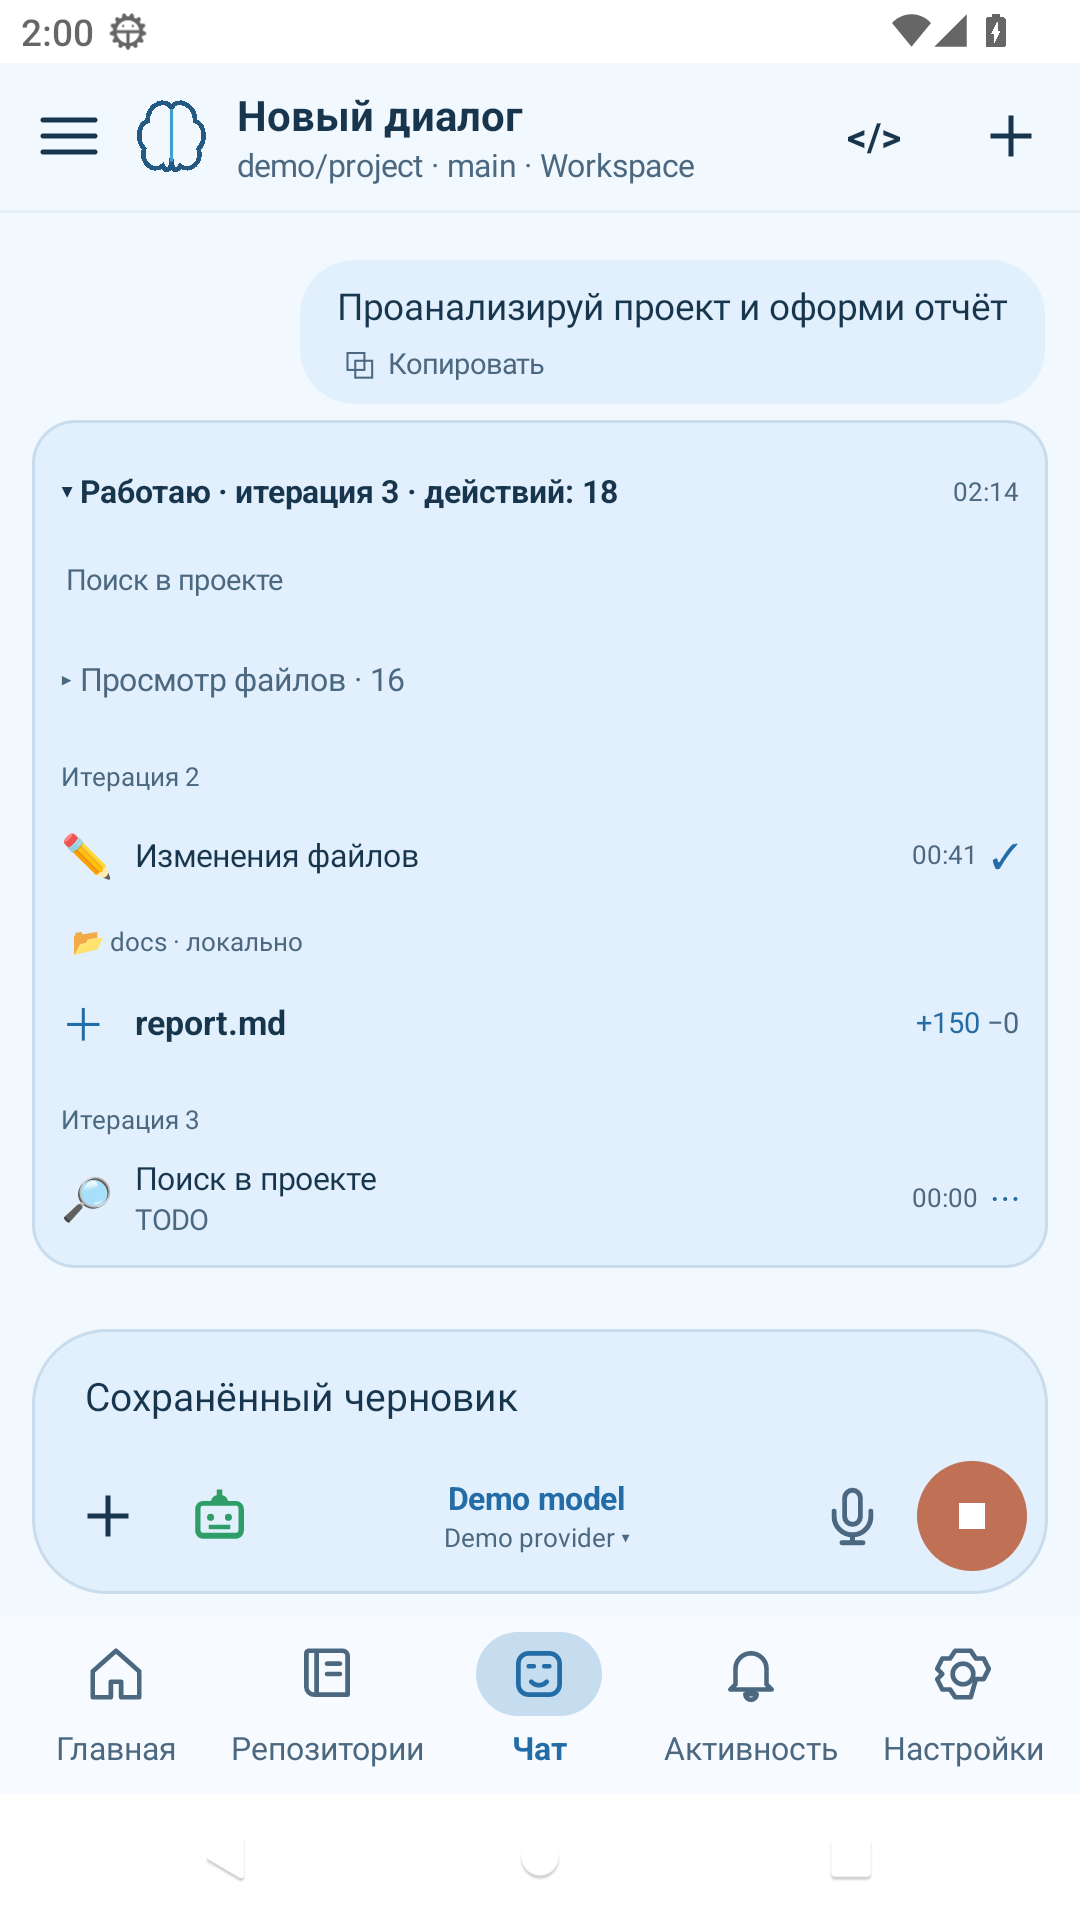 2:00
Новый диалог
demo/project · main · Workspace
</>
Проанализируй проект и оформи отчёт
Копировать
▾ Работаю · итерация 3 · действий: 18 02:14
Поиск в проекте
▸ Просмотр файлов · 16
Итерация 2
Изменения файлов 00:41 ✓
docs · локально
report.md +150 −0
Итерация 3
Поиск в проекте 00:00 ...
TODO
Сохранённый черновик
Demo model
Demo provider ▾
Главная Репозитории Чат Активность Настройки